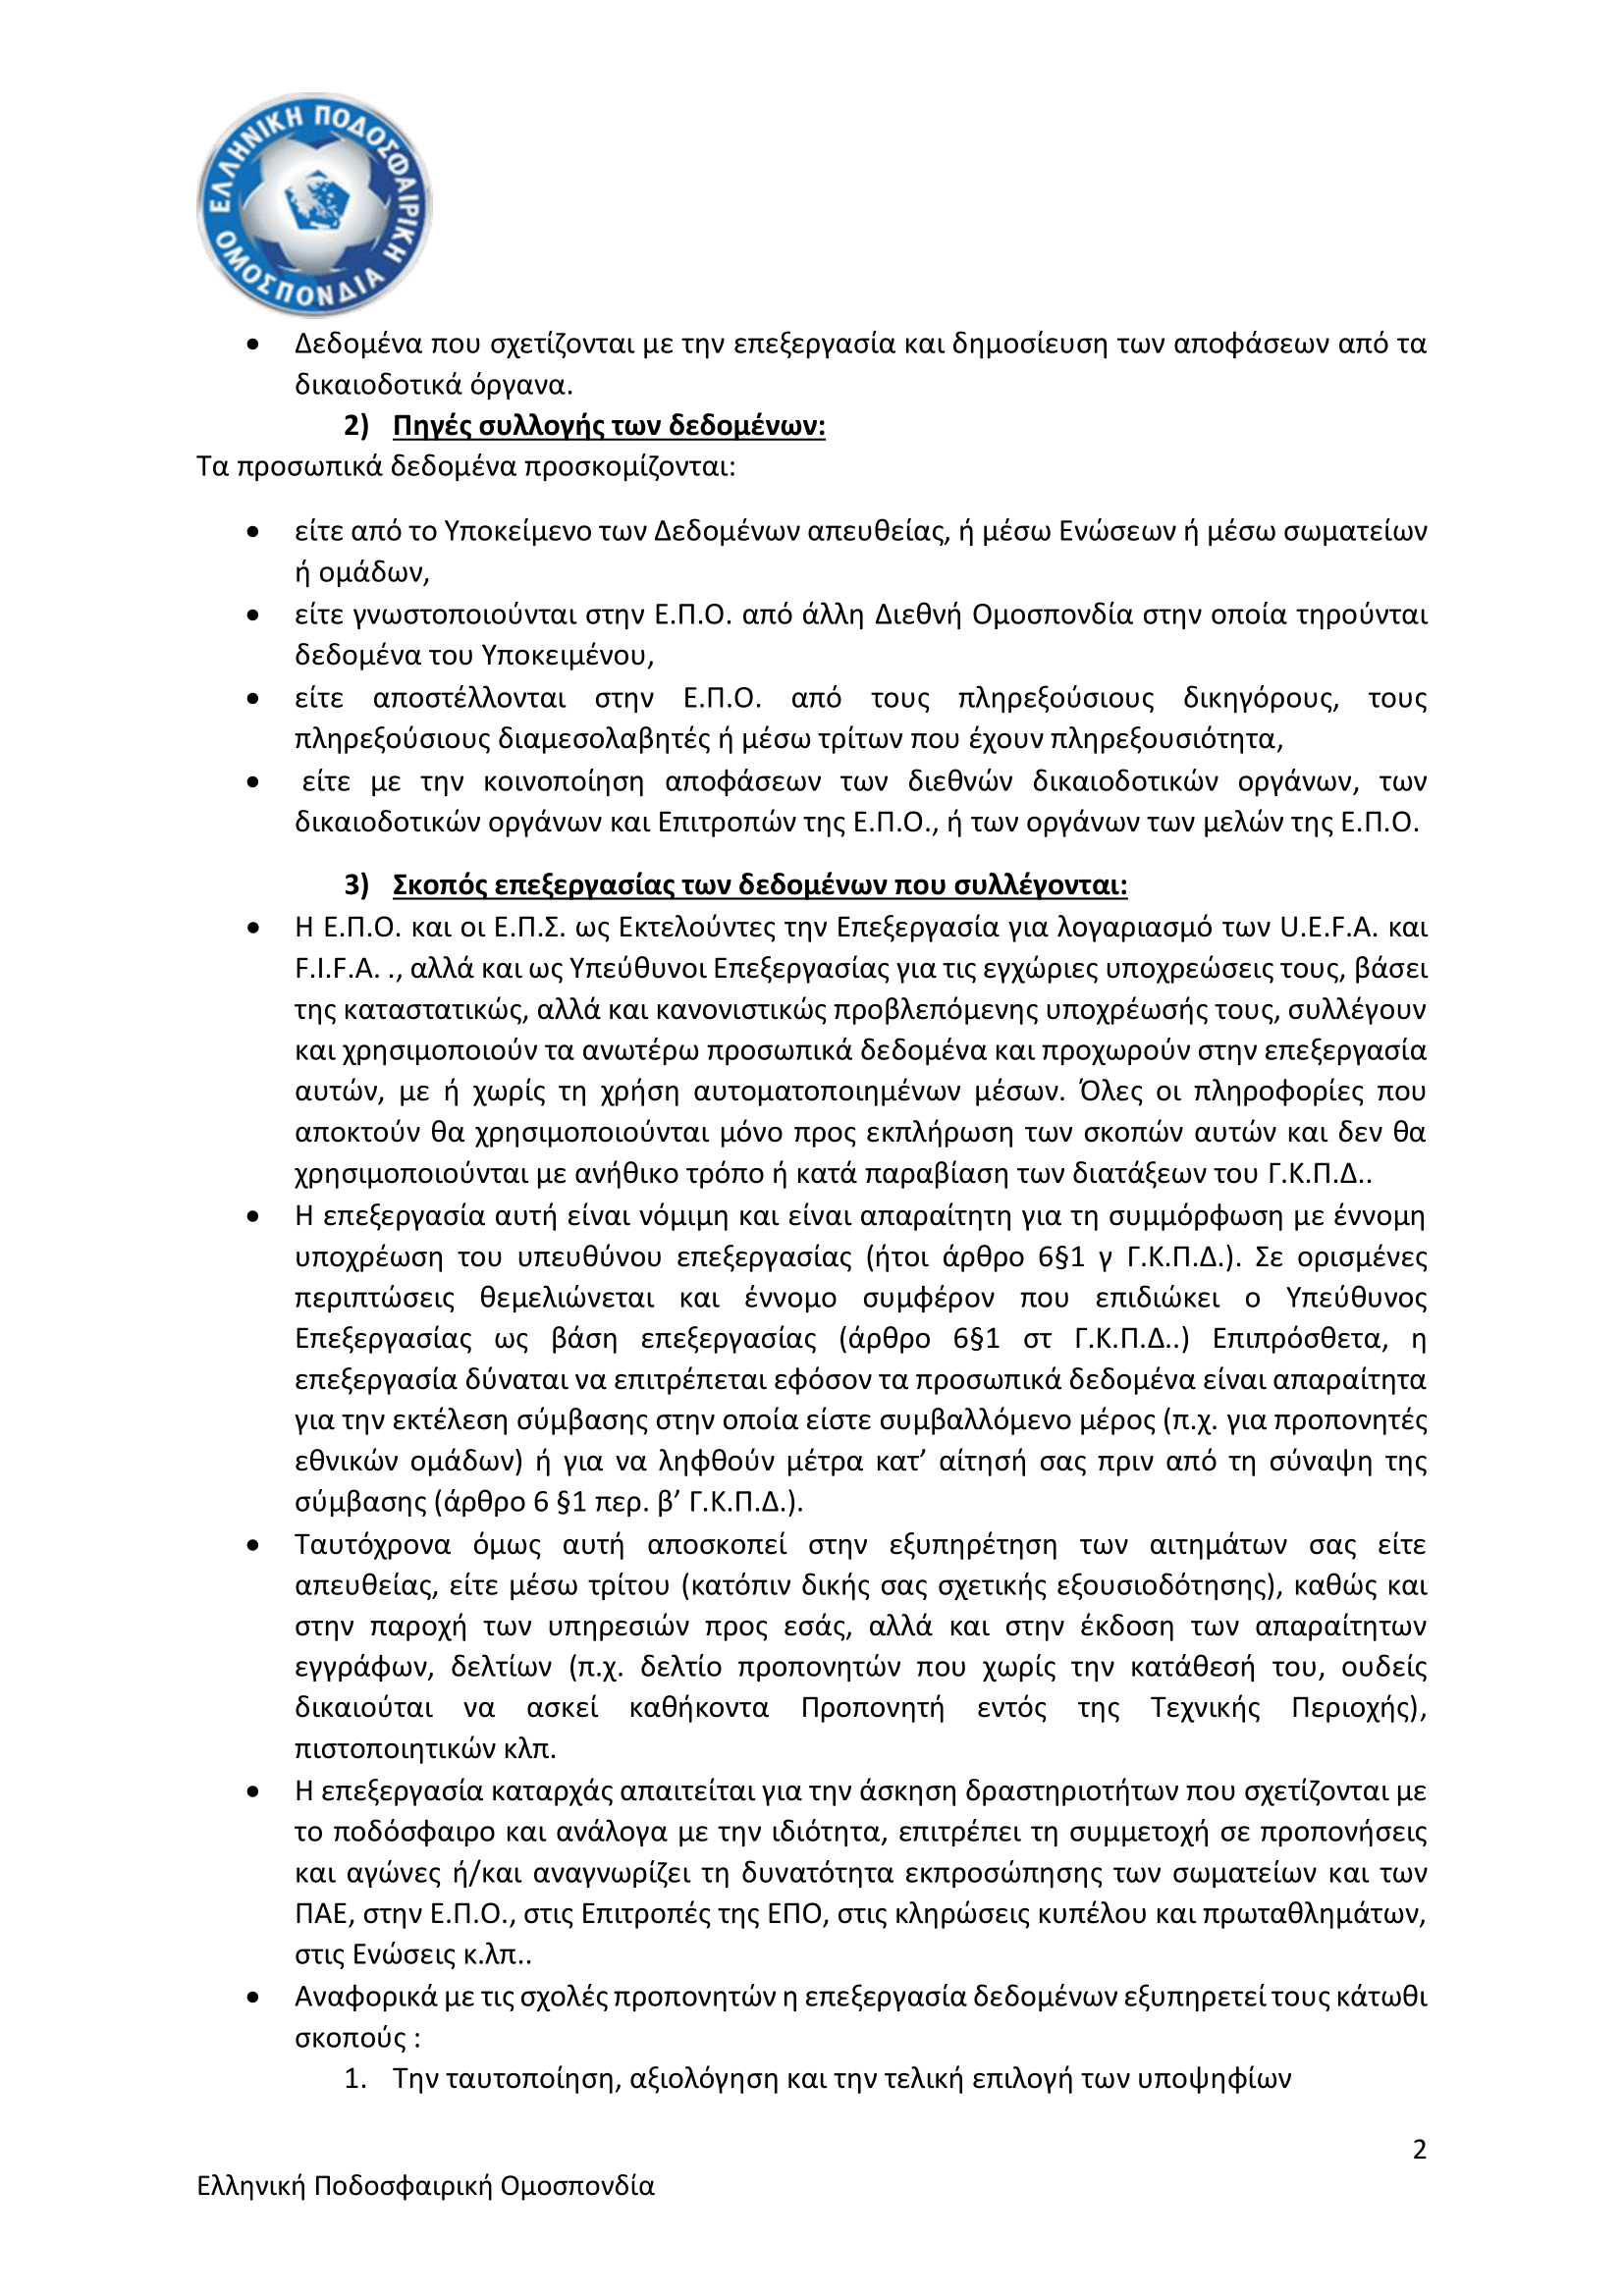 ΕΛΛΗΝΙΚΗ ΠΟΔΟΣΦΑΙΡΙΚΗ
ΟΜΟΣΠΟΝΔΙΑ
• Δεδομένα που σχετίζονται με την επεξεργασία και δημοσίευση των αποφάσεων από τα
δικαιοδοτικά όργανα.
2) Πηγές συλλογής των δεδομένων:
Τα προσωπικά δεδομένα προσκομίζονται:
• είτε από το Υποκείμενο των Δεδομένων απευθείας, ή μέσω Ενώσεων ή μέσω σωματείων
ή ομάδων,
• είτε γνωστοποιούνται στην Ε.Π.Ο. από άλλη Διεθνή Ομοσπονδία στην οποία τηρούνται
δεδομένα του Υποκειμένου,
• είτε αποστέλλονται στην Ε.Π.Ο. από τους πληρεξούσιους δικηγόρους, τους
πληρεξούσιους διαμεσολαβητές ή μέσω τρίτων που έχουν πληρεξουσιότητα,
• είτε με την κοινοποίηση αποφάσεων των διεθνών δικαιοδοτικών οργάνων, των
δικαιοδοτικών οργάνων και Επιτροπών της Ε.Π.Ο., ή των οργάνων των μελών της Ε.Π.Ο.
3) Σκοπός επεξεργασίας των δεδομένων που συλλέγονται:
• Η Ε.Π.Ο. και οι Ε.Π.Σ. ως Εκτελούντες την Επεξεργασία για λογαριασμό των U.E.F.A. και
F.I.F.A. ., αλλά και ως Υπεύθυνοι Επεξεργασίας για τις εγχώριες υποχρεώσεις τους, βάσει
της καταστατικώς, αλλά και κανονιστικώς προβλεπόμενης υποχρέωσής τους, συλλέγουν
και χρησιμοποιούν τα ανωτέρω προσωπικά δεδομένα και προχωρούν στην επεξεργασία
αυτών, με ή χωρίς τη χρήση αυτοματοποιημένων μέσων. Όλες οι πληροφορίες που
αποκτούν θα χρησιμοποιούνται μόνο προς εκπλήρωση των σκοπών αυτών και δεν θα
χρησιμοποιούνται με ανήθικο τρόπο ή κατά παραβίαση των διατάξεων του Γ.Κ.Π.Δ..
• Η επεξεργασία αυτή είναι νόμιμη και είναι απαραίτητη για τη συμμόρφωση με έννομη
υποχρέωση του υπευθύνου επεξεργασίας (ήτοι άρθρο 6§1 γ Γ.Κ.Π.Δ.). Σε ορισμένες
περιπτώσεις θεμελιώνεται και έννομο συμφέρον που επιδιώκει ο Υπεύθυνος
Επεξεργασίας ως βάση επεξεργασίας (άρθρο 6§1 στ Γ.Κ.Π.Δ..) Επιπρόσθετα, η
επεξεργασία δύναται να επιτρέπεται εφόσον τα προσωπικά δεδομένα είναι απαραίτητα
για την εκτέλεση σύμβασης στην οποία είστε συμβαλλόμενο μέρος (π.χ. για προπονητές
εθνικών ομάδων) ή για να ληφθούν μέτρα κατ’ αίτησή σας πριν από τη σύναψη της
σύμβασης (άρθρο 6 §1 περ. β’ Γ.Κ.Π.Δ.).
• Ταυτόχρονα όμως αυτή αποσκοπεί στην εξυπηρέτηση των αιτημάτων σας είτε
απευθείας, είτε μέσω τρίτου (κατόπιν δικής σας σχετικής εξουσιοδότησης), καθώς και
στην παροχή των υπηρεσιών προς εσάς, αλλά και στην έκδοση των απαραίτητων
εγγράφων, δελτίων (π.χ. δελτίο προπονητών που χωρίς την κατάθεσή του, ουδείς
δικαιούται να ασκεί καθήκοντα Προπονητή εντός της Τεχνικής Περιοχής),
πιστοποιητικών κλπ.
• Η επεξεργασία καταρχάς απαιτείται για την άσκηση δραστηριοτήτων που σχετίζονται με
το ποδόσφαιρο και ανάλογα με την ιδιότητα, επιτρέπει τη συμμετοχή σε προπονήσεις
και αγώνες ή/και αναγνωρίζει τη δυνατότητα εκπροσώπησης των σωματείων και των
ΠΑΕ, στην Ε.Π.Ο., στις Επιτροπές της ΕΠΟ, στις κληρώσεις κυπέλου και πρωταθλημάτων,
στις Ενώσεις κ.λπ..
• Αναφορικά με τις σχολές προπονητών η επεξεργασία δεδομένων εξυπηρετεί τους κάτωθι
σκοπούς :
1. Την ταυτοποίηση, αξιολόγηση και την τελική επιλογή των υποψηφίων
2
Ελληνική Ποδοσφαιρική Ομοσπονδία